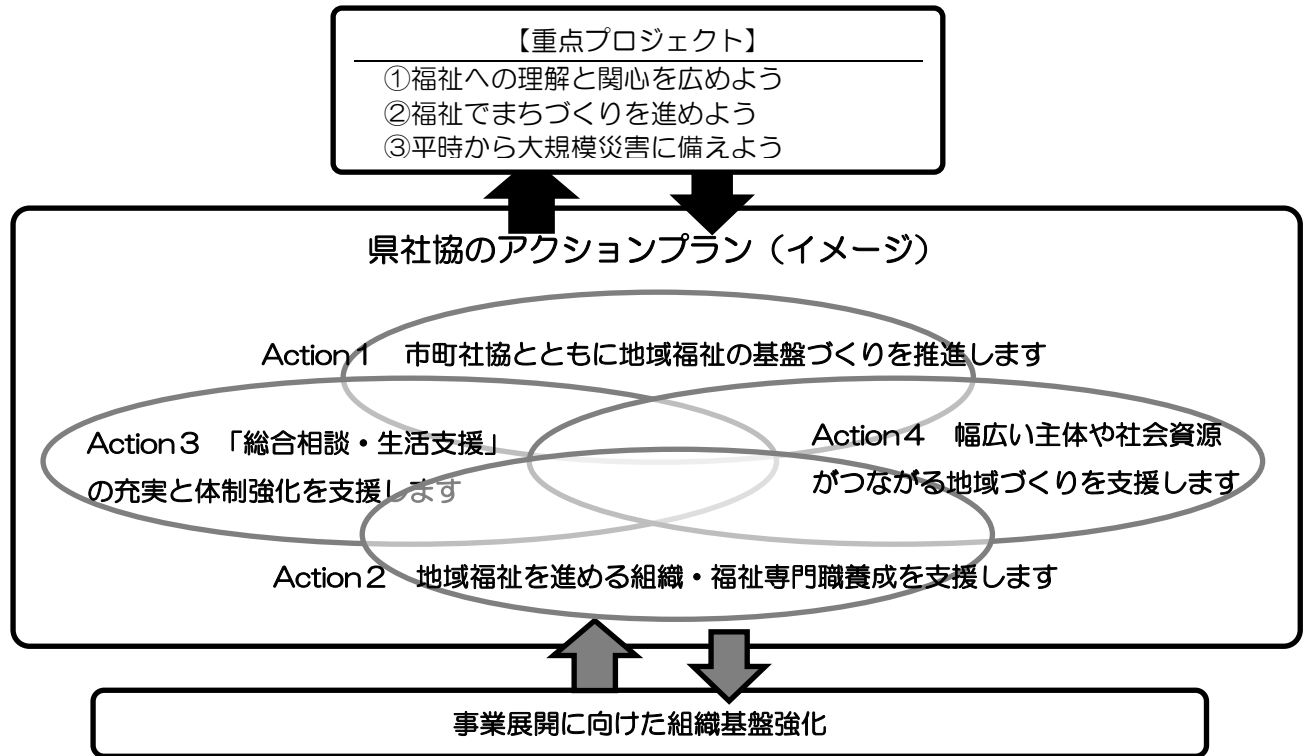 【重点プロジェクト】
①福祉への理解と関心を広めよう
②福祉でまちづくりを進めよう
③平時から大規模災害に備えよう
県社協のアクションプラン（イメージ）
Action１　市町社協とともに地域福祉の基盤づくりを推進します
Action３　「総合相談・生活支援」
の充実と体制強化を支援します
Action４　幅広い主体や社会資源
がつながる地域づくりを支援します
Action２　地域福祉を進める組織・福祉専門職養成を支援します
事業展開に向けた組織基盤強化